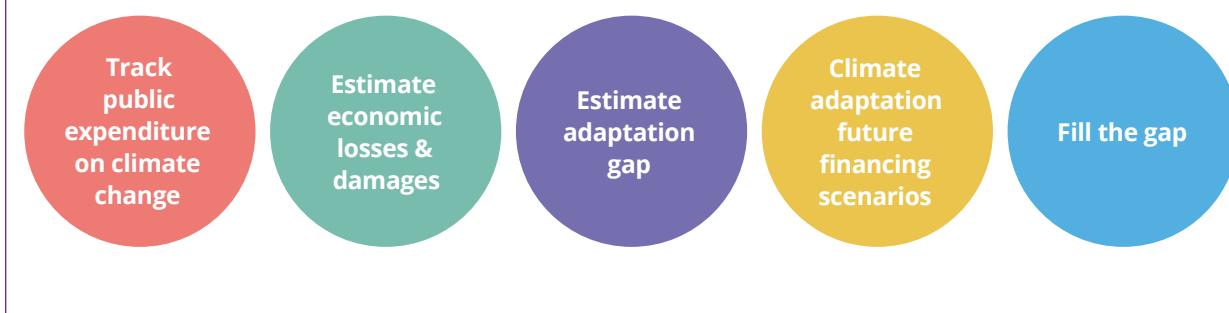 Track
public
expenditure
on climate
change
Estimate
economic
losses &
damages
Estimate
adaptation
gap
Climate
adaptation
future
financing
scenarios
Fill the gap